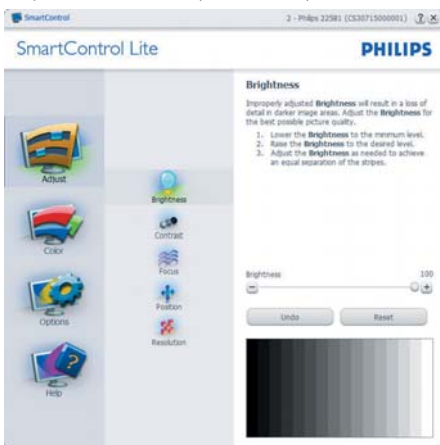 SmartControl
2 - Philips 225B1 (CS30715000001)
SmartControl Lite
PHILIPS
Adjust
Color
Options
Help
Brightness
Contrast
Focus
Position
Resolution
Brightness
Improperly adjusted Brightness will result in a loss of
detail in darker image areas. Adjust the Brightness for
the best possible picture quality.
1. Lower the Brightness to the minimum level.
2. Raise the Brightness to the desired level.
3. Adjust the Brightness as needed to achieve
an equal separation of the stripes.
Brightness 100
Undo Reset